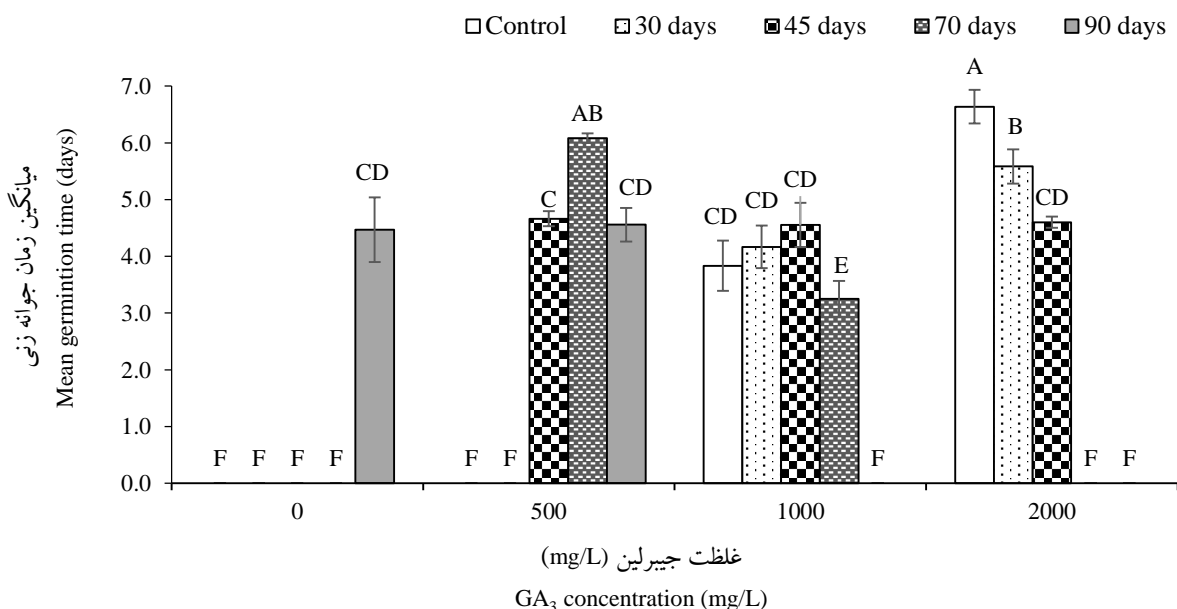 Control 30 days 45 days 70 days 90 days
میانگین زمان جوانه زنی
Mean germintion time (days)
7.0
6.0
5.0
4.0
3.0
2.0
1.0
0.0
F F F F CD
F F C AB CD
CD CD CD E F
A B CD F F
0 500 1000 2000
غلظت جیبرلین (mg/L)
GA₃ concentration (mg/L)